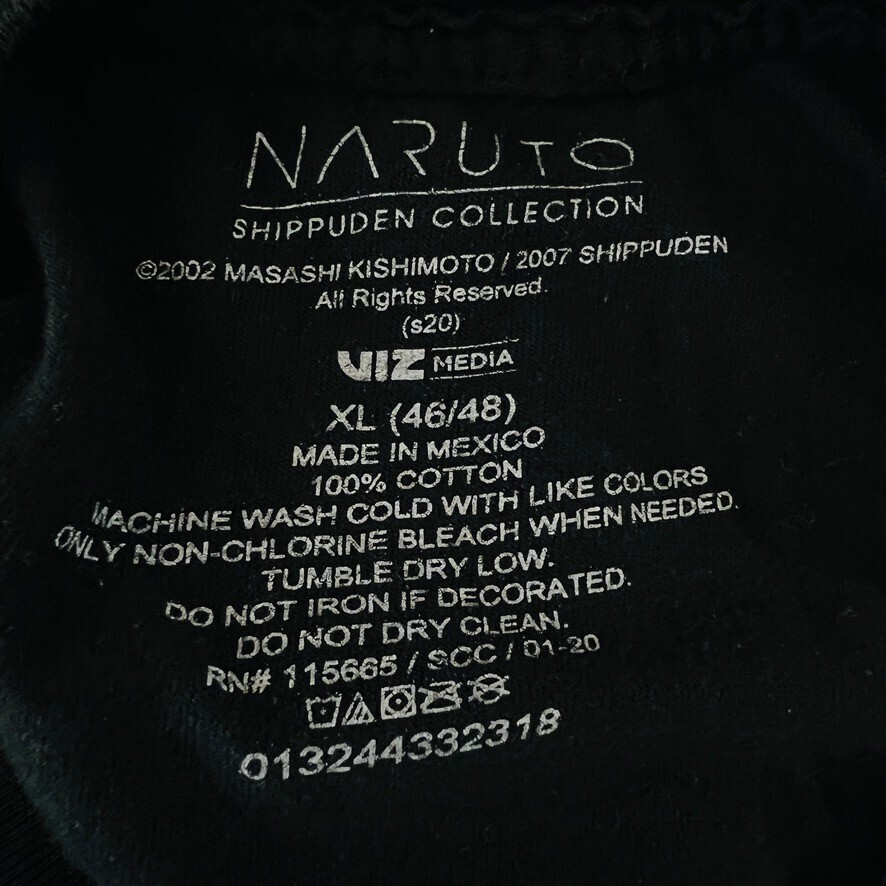 NARUTO
SHIPPUDEN COLLECTION
©2002 MASASHI KISHIMOTO / 2007 SHIPPUDEN
All Rights Reserved.
(s20)
VIZ MEDIA
XL (46/48)
MADE IN MEXICO
100% COTTON
MACHINE WASH COLD WITH LIKE COLORS
ONLY NON-CHLORINE BLEACH WHEN NEEDED.
TUMBLE DRY LOW.
DO NOT IRON IF DECORATED.
DO NOT DRY CLEAN.
RN# 115665 / SCC / 01-20
013244332318